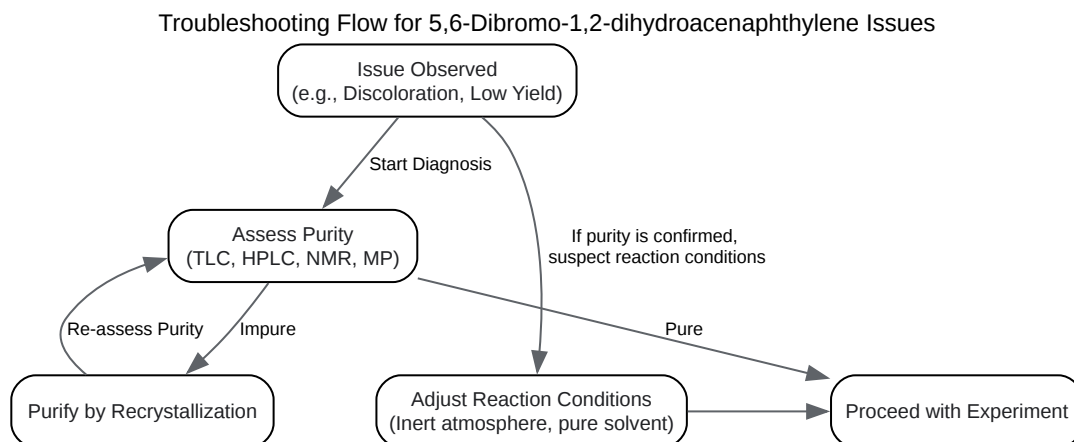 Troubleshooting Flow for 5,6-Dibromo-1,2-dihydroacenaphthylene Issues
Issue Observed
(e.g., Discoloration, Low Yield)
Start Diagnosis
Assess Purity
(TLC, HPLC, NMR, MP)
If purity is confirmed,
suspect reaction conditions
Re-assess Purity
Impure
Pure
Purify by Recrystallization
Adjust Reaction Conditions
(Inert atmosphere, pure solvent)
Proceed with Experiment